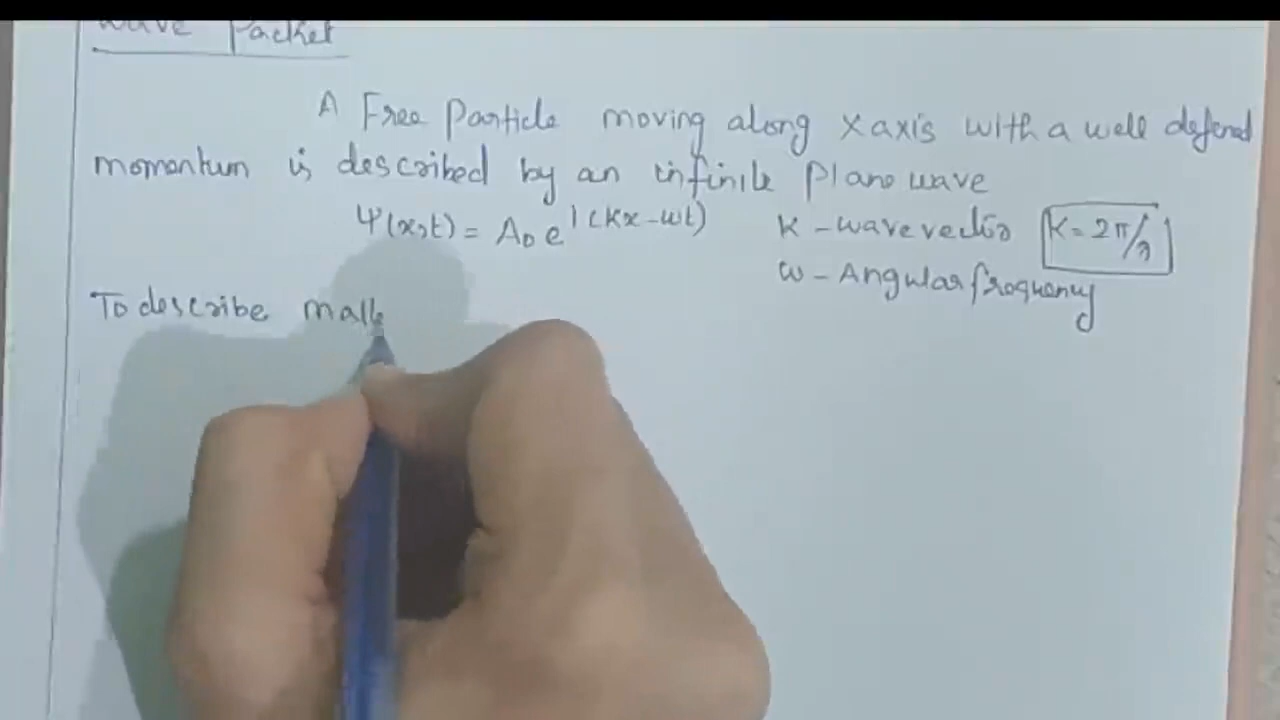 Wave Packet
A Free Particle moving along x axis with a well defined
momentum is described by an infinite Plane wave
Ψ(x,t) = A₀ e^i(kx-ωt) K - wave vector K = 2π/λ
ω - Angular frequency
To describe matte